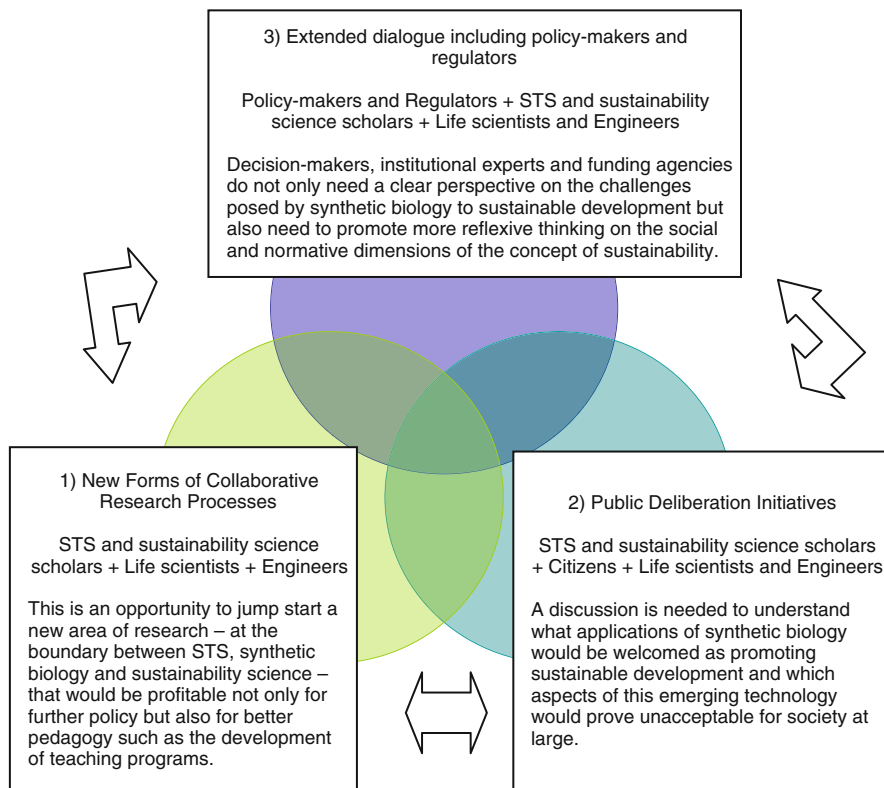 3) Extended dialogue including policy-makers and
regulators
Policy-makers and Regulators + STS and sustainability
science scholars + Life scientists and Engineers
Decision-makers, institutional experts and funding agencies
do not only need a clear perspective on the challenges
posed by synthetic biology to sustainable development but
also need to promote more reflexive thinking on the social
and normative dimensions of the concept of sustainability.
1) New Forms of Collaborative
Research Processes
STS and sustainability science
scholars + Life scientists + Engineers
This is an opportunity to jump start a
new area of research – at the
boundary between STS, synthetic
biology and sustainability science –
that would be profitable not only for
further policy but also for better
pedagogy such as the development
of teaching programs.
2) Public Deliberation Initiatives
STS and sustainability science scholars
+ Citizens + Life scientists and Engineers
A discussion is needed to understand
what applications of synthetic biology
would be welcomed as promoting
sustainable development and which
aspects of this emerging technology
would prove unacceptable for society at
large.